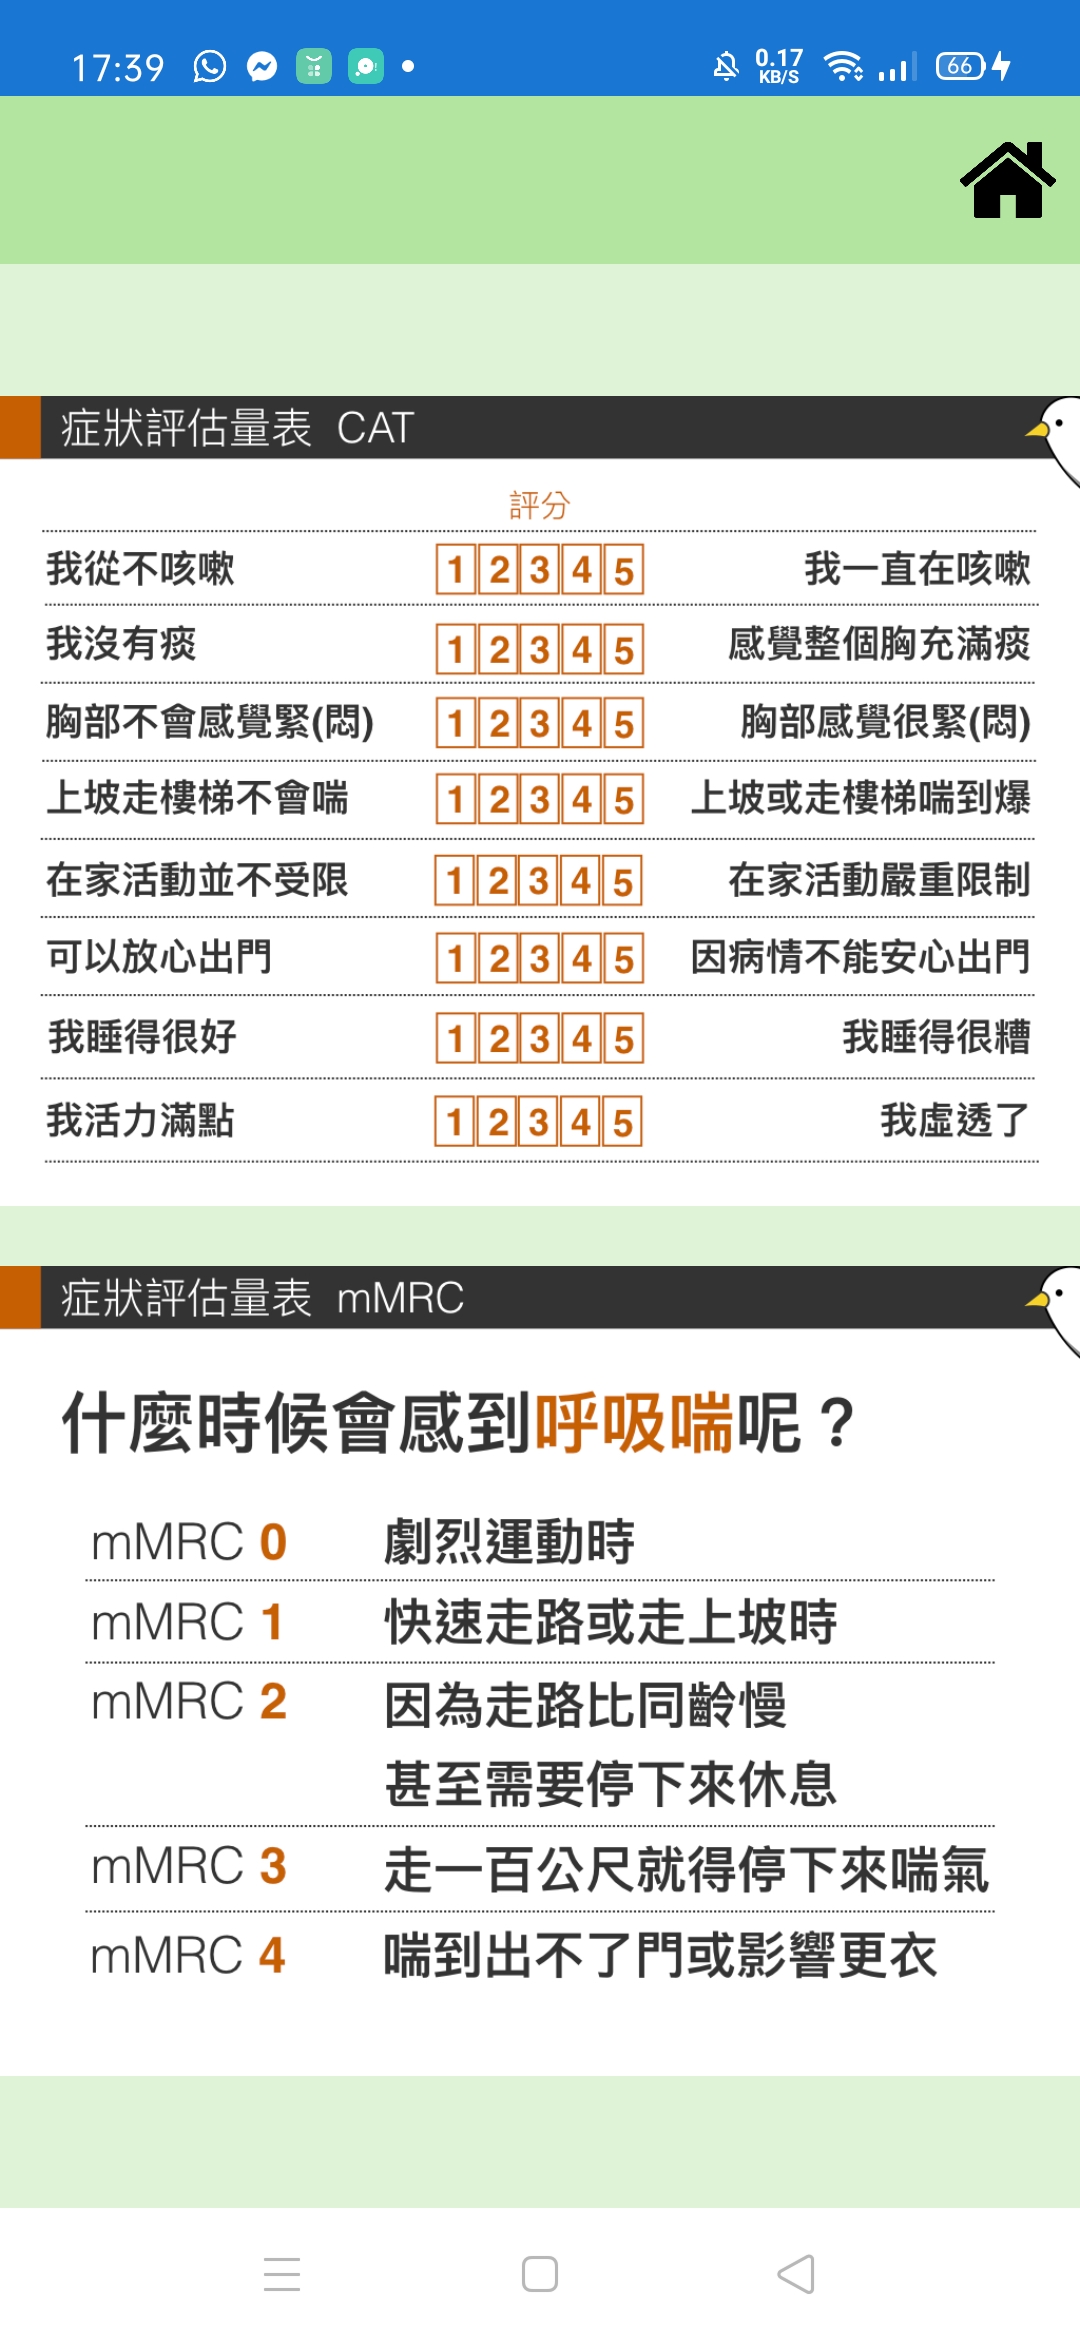 17:39
0.17
KB/S
66
症狀評估量表 CAT
評分
我從不咳嗽 1 2 3 4 5 我一直在咳嗽
我沒有痰 1 2 3 4 5 感覺整個胸充滿痰
胸部不會感覺緊(悶) 1 2 3 4 5 胸部感覺很緊(悶)
上坡走樓梯不會喘 1 2 3 4 5 上坡或走樓梯喘到爆
在家活動並不受限 1 2 3 4 5 在家活動嚴重限制
可以放心出門 1 2 3 4 5 因病情不能安心出門
我睡得很好 1 2 3 4 5 我睡得很糟
我活力滿點 1 2 3 4 5 我虛透了
症狀評估量表 mMRC
什麼時候會感到呼吸喘呢？
mMRC 0 劇烈運動時
mMRC 1 快速走路或走上坡時
mMRC 2 因為走路比同齡慢
甚至需要停下來休息
mMRC 3 走一百公尺就得停下來喘氣
mMRC 4 喘到出不了門或影響更衣